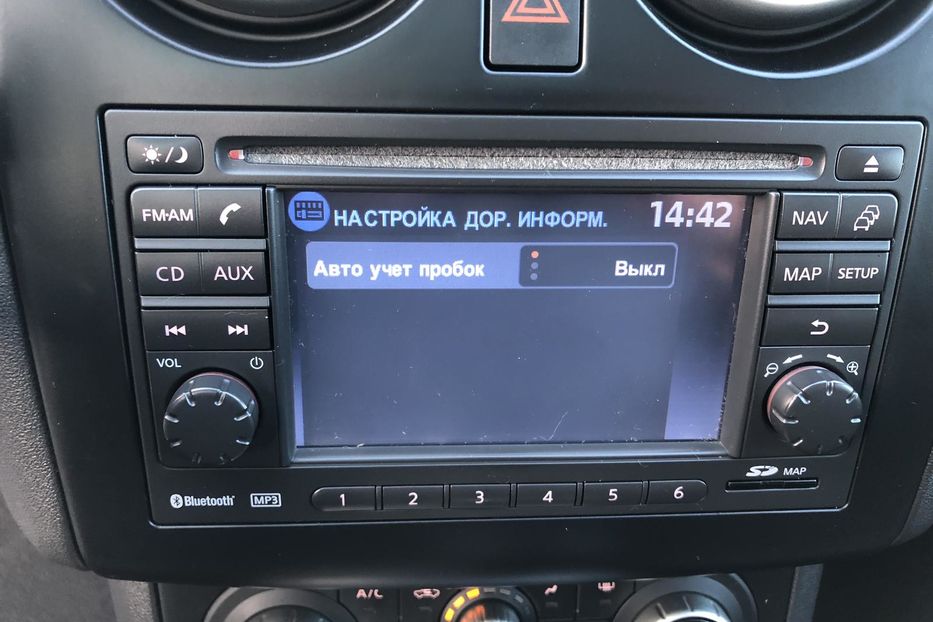 FM·AM
CD AUX
VOL
НАСТРОЙКА ДОР. ИНФОРМ. 14:42
Авто учет пробок Выкл
NAV
MAP SETUP
Bluetooth MP3
1 2 3 4 5 6
SD MAP
A/C